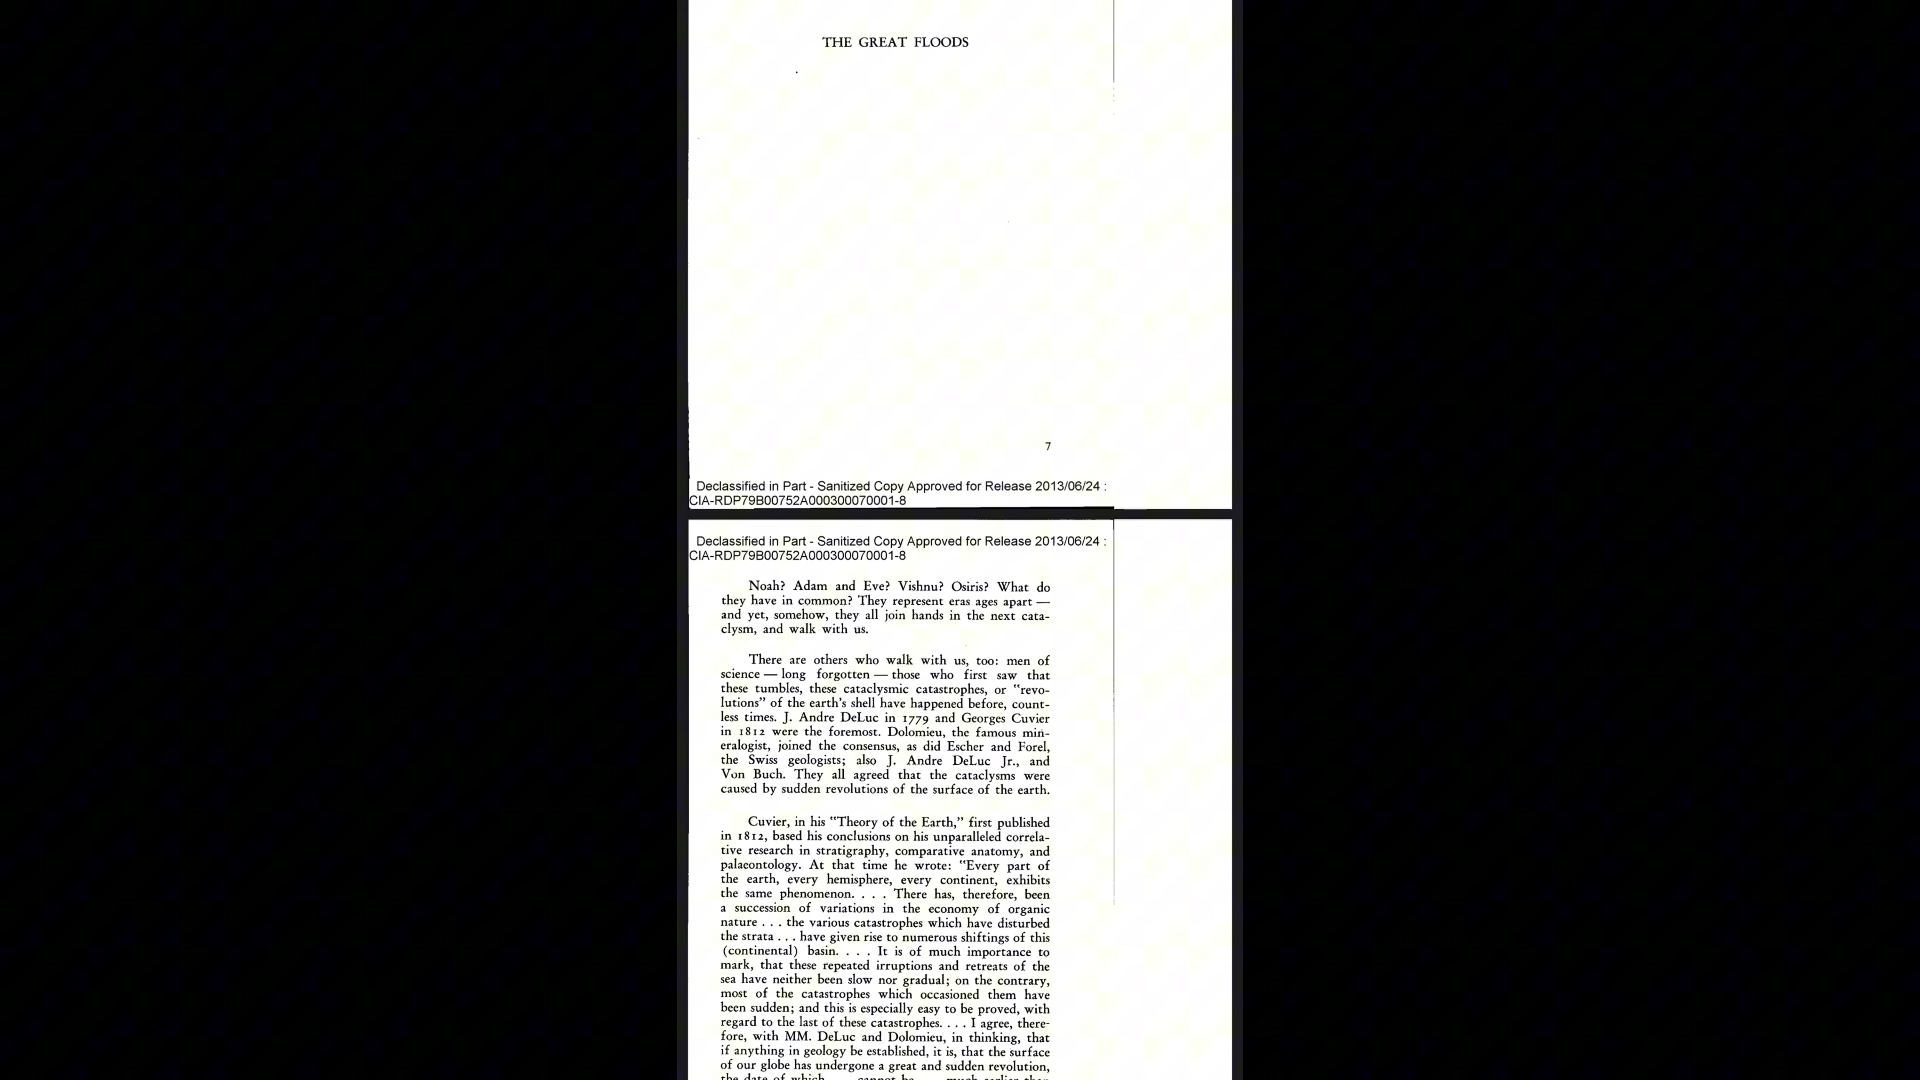 THE GREAT FLOODS
7
Declassified in Part - Sanitized Copy Approved for Release 2013/06/24 :
CIA-RDP79B00752A000300070001-8
Declassified in Part - Sanitized Copy Approved for Release 2013/06/24 :
CIA-RDP79B00752A000300070001-8
Noah? Adam and Eve? Vishnu? Osiris? What do
they have in common? They represent eras ages apart —
and yet, somehow, they all join hands in the next cata-
clysm, and walk with us.
There are others who walk with us, too: men of
science — long forgotten — those who first saw that
these tumbles, these cataclysmic catastrophes, or "revo-
lutions" of the earth's shell have happened before, count-
less times. J. Andre DeLuc in 1779 and Georges Cuvier
in 1812 were the foremost. Dolomieu, the famous min-
eralogist, joined the consensus, as did Escher and Forel,
the Swiss geologists; also J. Andre DeLuc Jr., and
Von Buch. They all agreed that the cataclysms were
caused by sudden revolutions of the surface of the earth.
Cuvier, in his "Theory of the Earth," first published
in 1812, based his conclusions on his unparalleled correla-
tive research in stratigraphy, comparative anatomy, and
palaeontology. At that time he wrote: "Every part of
the earth, every hemisphere, every continent, exhibits
the same phenomenon. . . . There has, therefore, been
a succession of variations in the economy of organic
nature . . . the various catastrophes which have disturbed
the strata . . . have given rise to numerous shiftings of this
(continental) basin. . . . It is of much importance to
mark, that these repeated irruptions and retreats of the
sea have neither been slow nor gradual; on the contrary,
most of the catastrophes which occasioned them have
been sudden; and this is especially easy to be proved, with
regard to the last of these catastrophes. . . . I agree, there-
fore, with MM. DeLuc and Dolomieu, in thinking, that
if anything in geology be established, it is, that the surface
of our globe has undergone a great and sudden revolution,
the date of which . . . cannot be . . . much earlier than